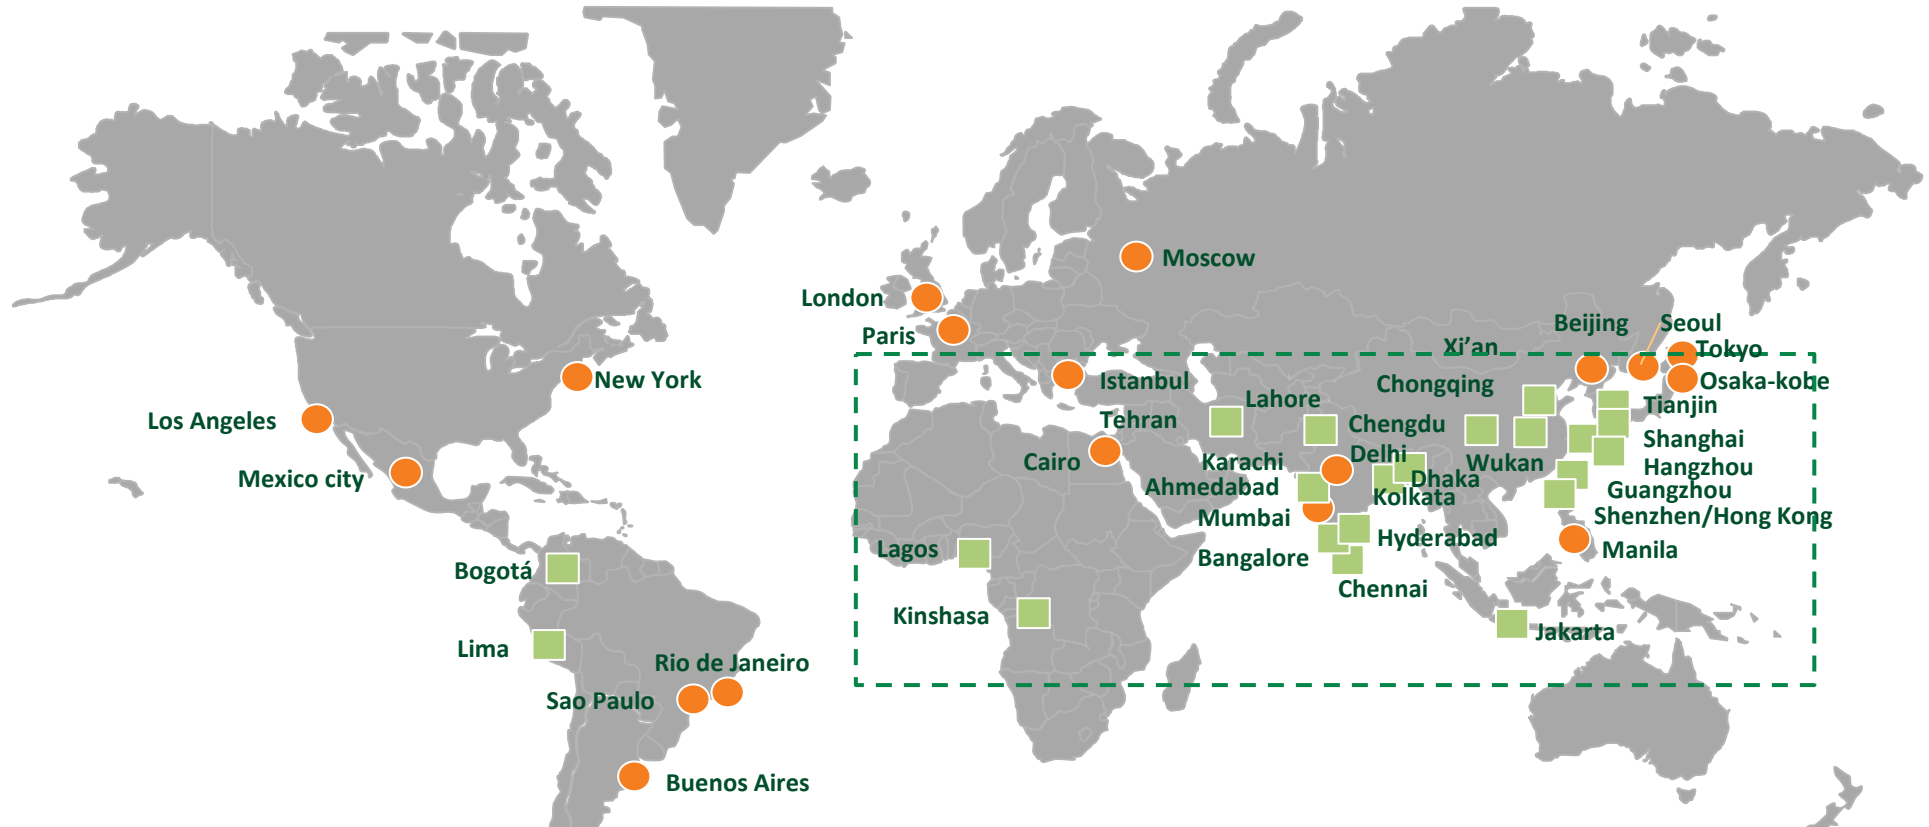 Moscow
London
Paris
Beijing
Seoul
Xi’an
Tokyo
New York
Istanbul
Chongqing
Osaka-kobe
Lahore
Tianjin
Los Angeles
Tehran
Chengdu
Shanghai
Mexico city
Cairo
Karachi
Delhi
Wukan
Hangzhou
Ahmedabad
Dhaka
Kolkata
Guangzhou
Mumbai
Shenzhen/Hong Kong
Lagos
Bangalore
Hyderabad
Manila
Bogotá
Chennai
Kinshasa
Jakarta
Lima
Rio de Janeiro
Sao Paulo
Buenos Aires